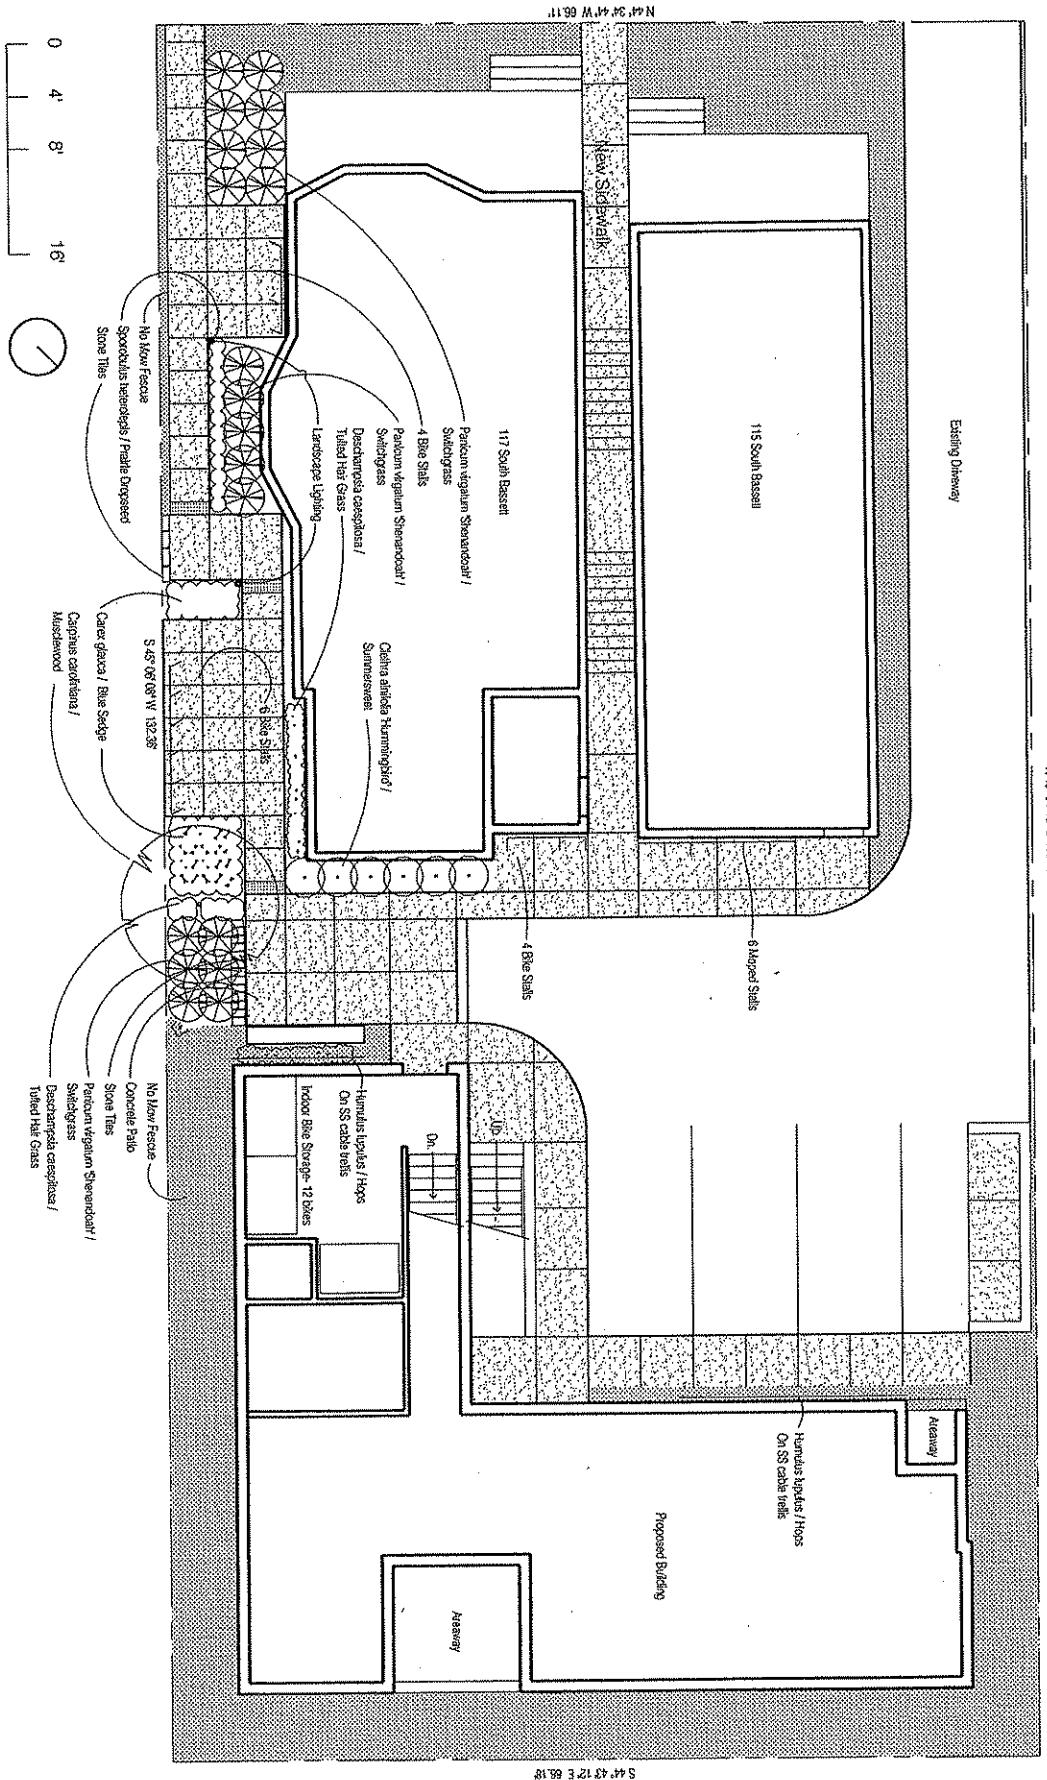 N 44° 34' 44" W 66.11'
0
4'
8'
16'
New Sidewalk
Existing Driveway
115 South Bassett
117 South Bassett
Panicum virgatum 'Shenandoah' /
Switchgrass
4 Bike Stalls
Panicum virgatum 'Shenandoah' /
Switchgrass
Deschampsia caespitosa /
Tufted Hair Grass
Landscape Lighting
No Mow Fescue
Sporobulus heterolepis / Prairie Dropseed
Stone Tiles
Clethra alnifolia 'Hummingbird' /
Summersweet
S 45° 06' 08" W 132.36'
6 Bike Stalls
Carex glauca / Blue Sedge
Carpinus caroliniana /
Musclewood
4 Bike Stalls
6 Moped Stalls
No Mow Fescue
Concrete Patio
Stone Tiles
Panicum virgatum 'Shenandoah' /
Switchgrass
Deschampsia caespitosa /
Tufted Hair Grass
Humulus lupulus / Hops
On SS cable trellis
Indoor Bike Storage- 12 bikes
Up
Dn.
Humulus lupulus / Hops
On SS cable trellis
Areaway
Proposed Building
Areaway
S 44° 43' 12" E 66.18'